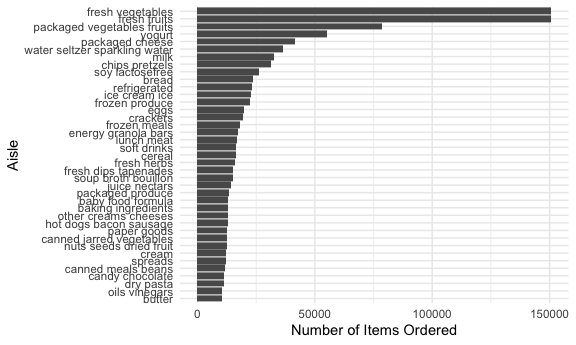 fresh vegetables
fresh fruits
packaged vegetables fruits
yogurt
packaged cheese
water seltzer sparkling water
milk
chips pretzels
soy lactosefree
bread
refrigerated
ice cream ice
frozen produce
eggs
crackers
frozen meals
energy granola bars
lunch meat
soft drinks
cereal
fresh herbs
fresh dips tapenades
soup broth bouillon
juice nectars
packaged produce
baby food formula
baking ingredients
other creams cheeses
hot dogs bacon sausage
paper goods
canned jarred vegetables
nuts seeds dried fruit
cream
spreads
canned meals beans
candy chocolate
dry pasta
oils vinegars
butter
Aisle
0 50000 100000 150000
Number of Items Ordered